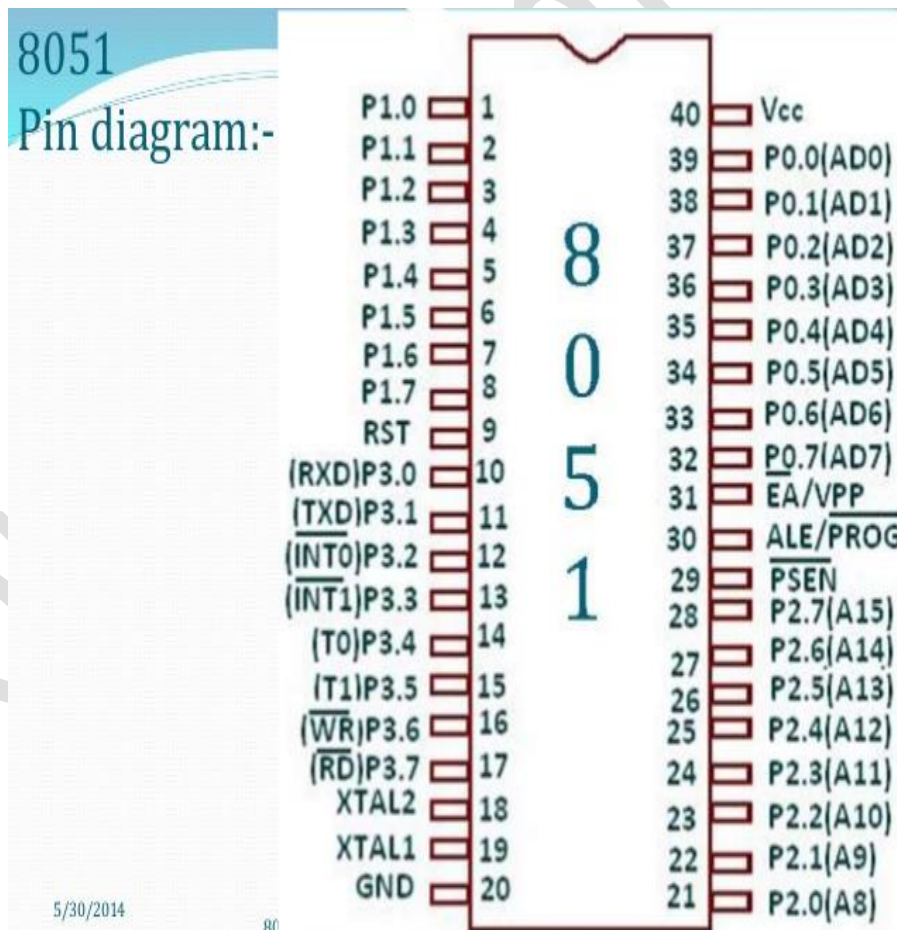 8051
Pin diagram:-
P1.0 1
P1.1 2
P1.2 3
P1.3 4
P1.4 5
P1.5 6
P1.6 7
P1.7 8
RST 9
(RXD)P3.0 10
(TXD)P3.1 11
(INT0)P3.2 12
(INT1)P3.3 13
(T0)P3.4 14
(T1)P3.5 15
(WR)P3.6 16
(RD)P3.7 17
XTAL2 18
XTAL1 19
GND 20
8
0
5
1
40 Vcc
39 P0.0(AD0)
38 P0.1(AD1)
37 P0.2(AD2)
36 P0.3(AD3)
35 P0.4(AD4)
34 P0.5(AD5)
33 P0.6(AD6)
32 P0.7(AD7)
31 EA/VPP
30 ALE/PROG
29 PSEN
28 P2.7(A15)
27 P2.6(A14)
26 P2.5(A13)
25 P2.4(A12)
24 P2.3(A11)
23 P2.2(A10)
22 P2.1(A9)
21 P2.0(A8)
5/30/2014